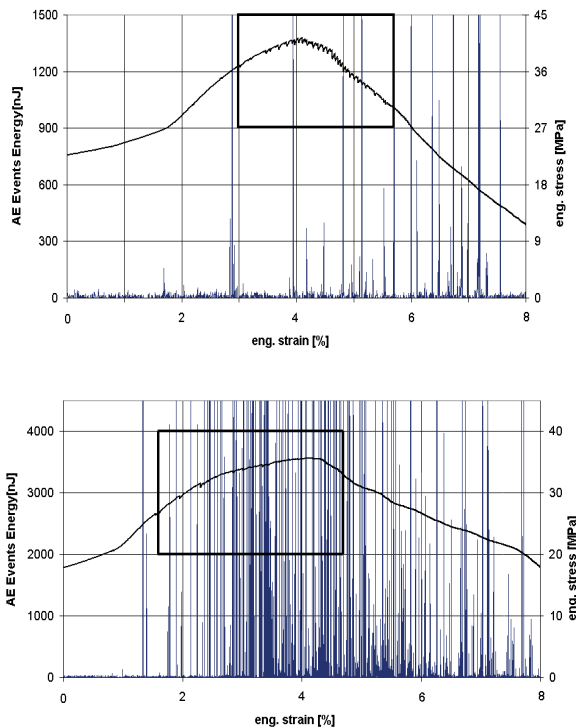 1500
1200
900
600
300
0
AE Events Energy[nJ]
45
36
27
18
9
0
eng. stress [MPa]
0 2 4 6 8
eng. strain [%]
4000
3000
2000
1000
0
AE Events Energy[nJ]
40
30
20
10
0
eng. stress [MPa]
0 2 4 6 8
eng. strain [%]